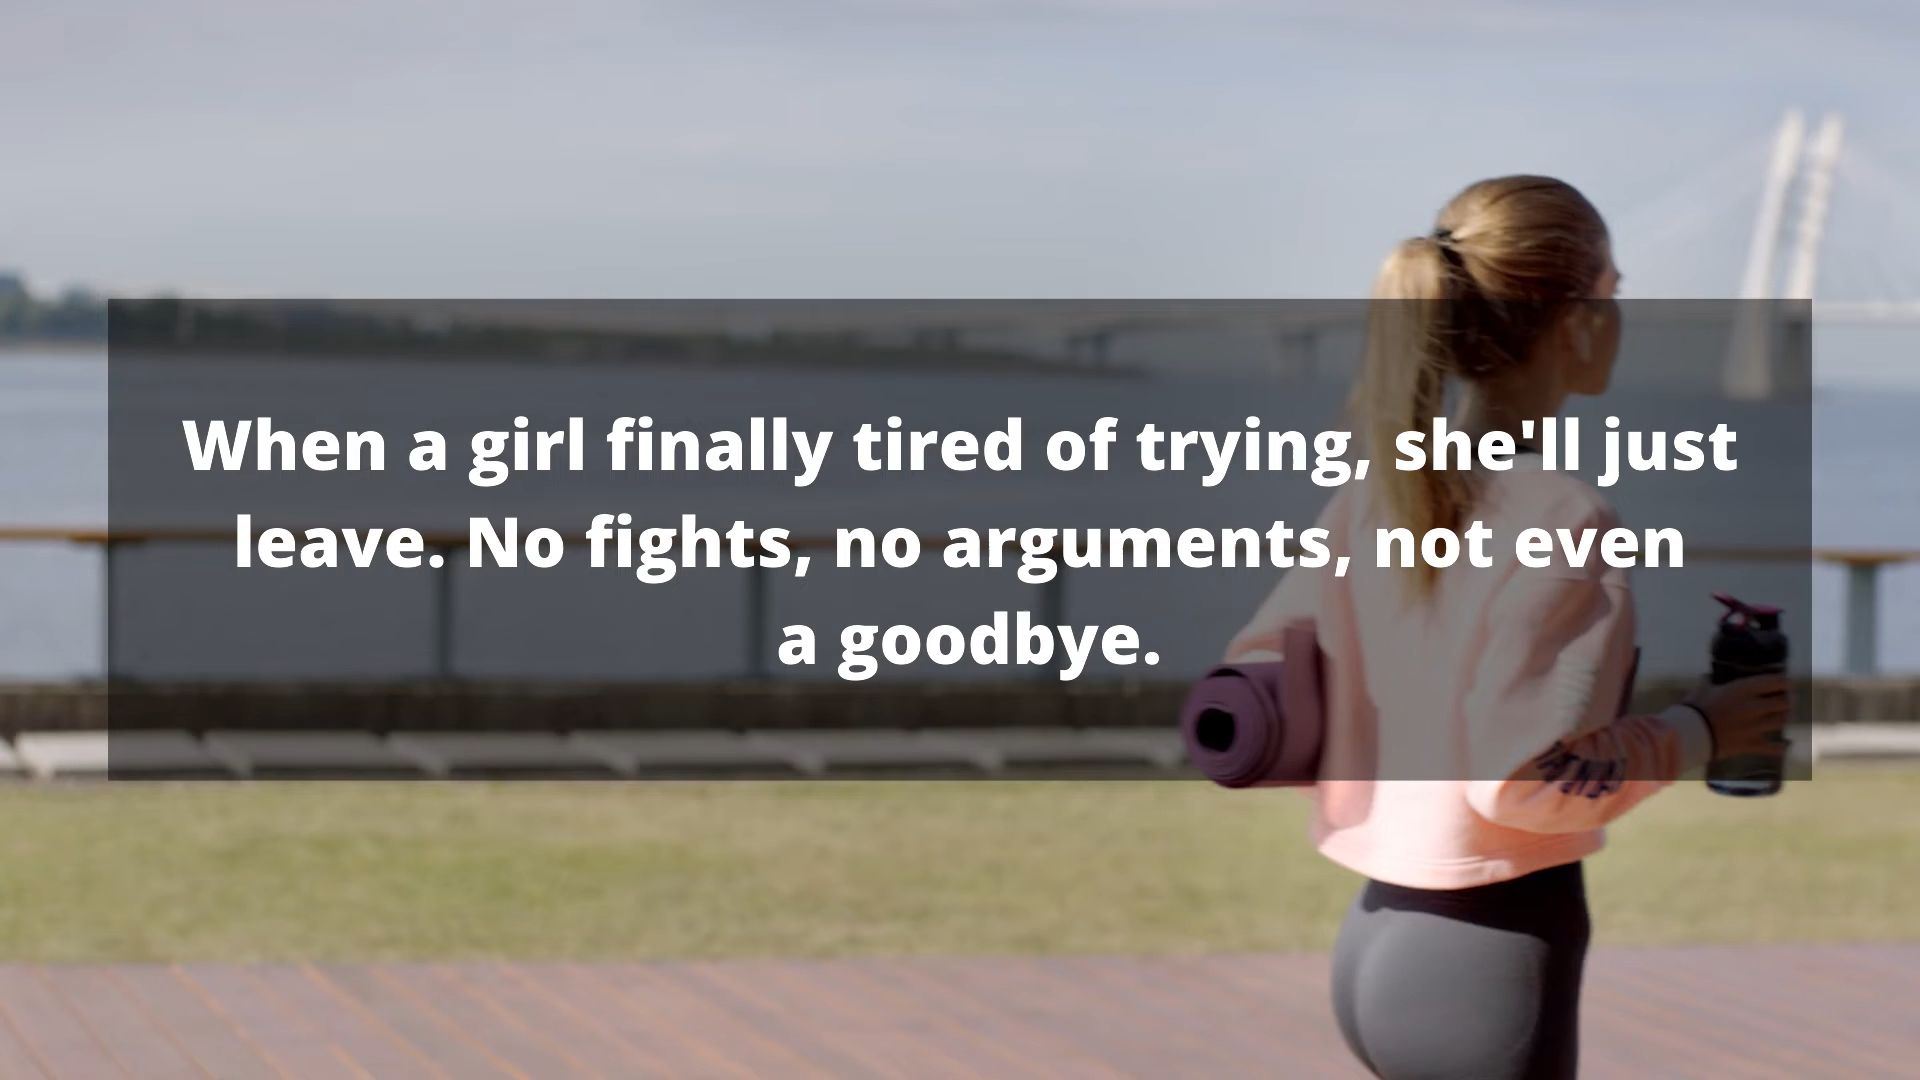 When a girl finally tired of trying, she'll just
leave. No fights, no arguments, not even
a goodbye.